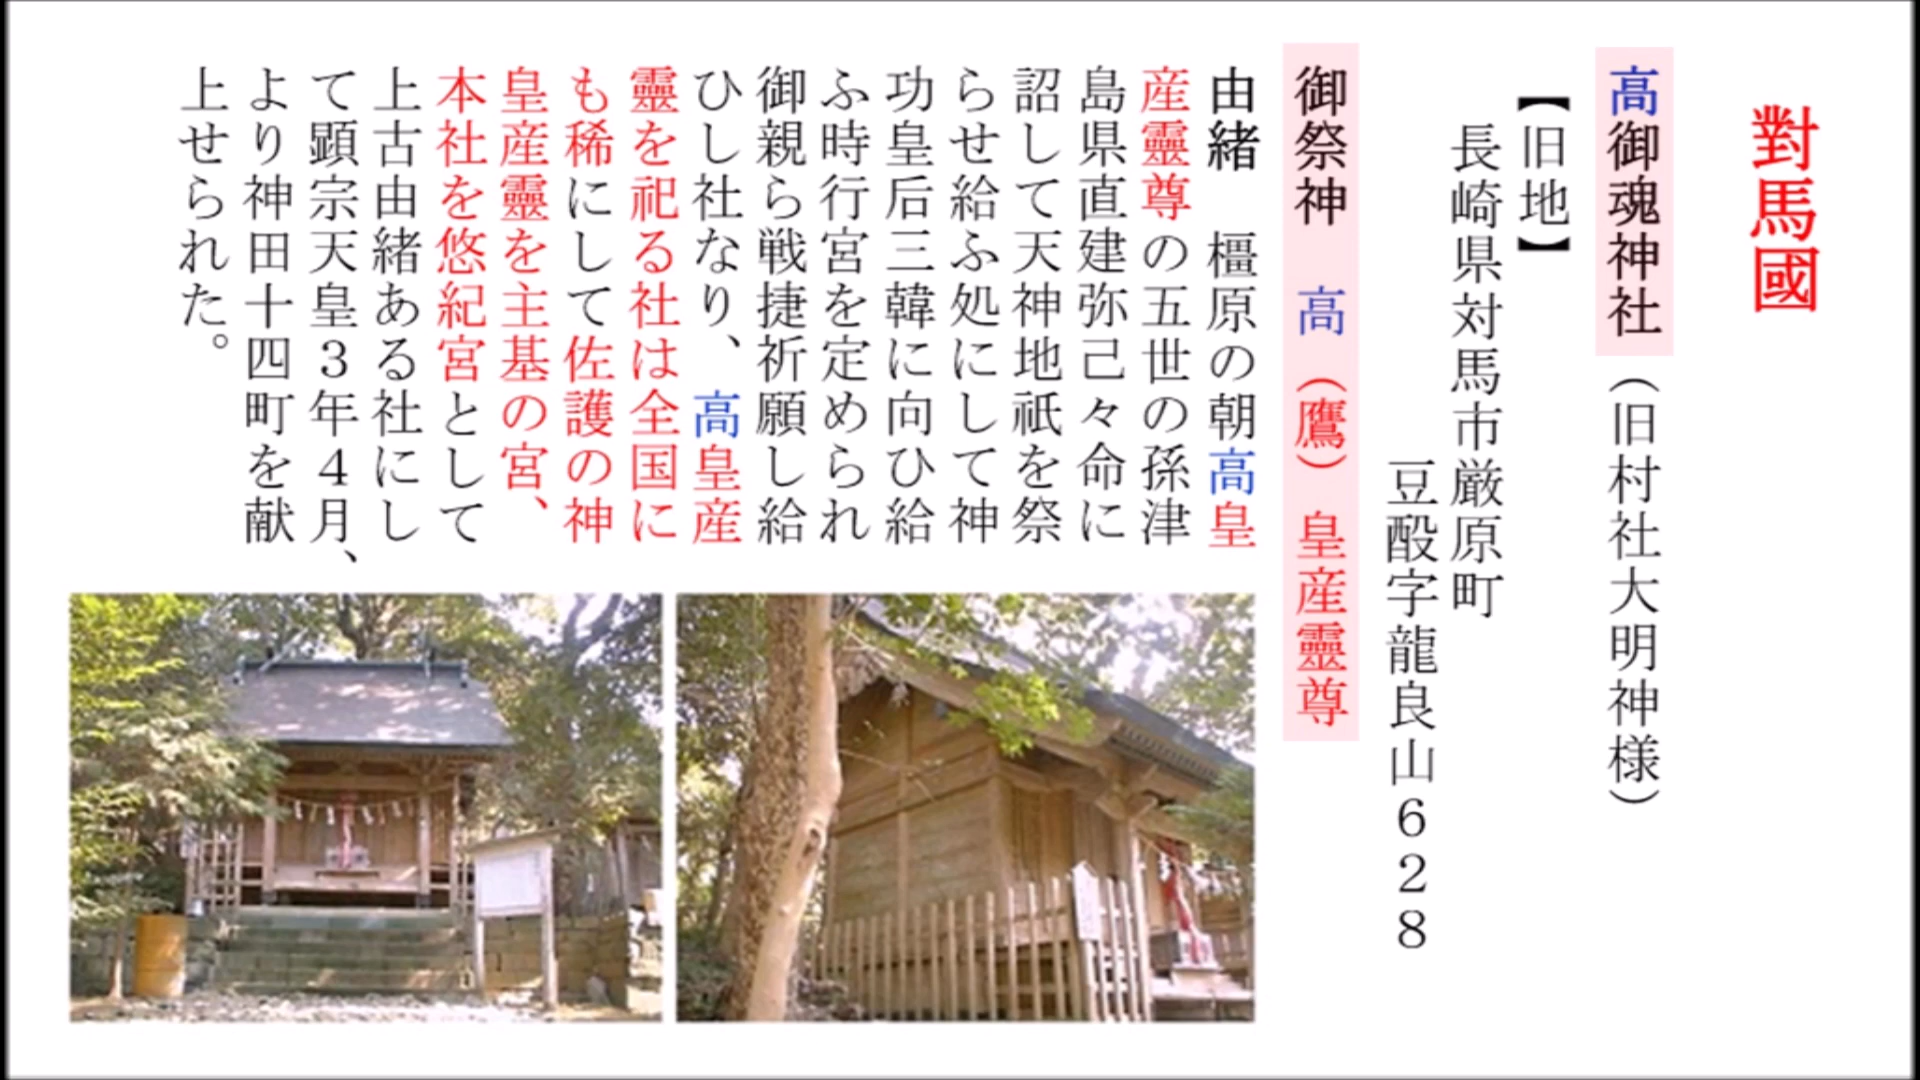 對馬國
高御魂神社（旧村社大明神様）
【旧地】
長崎県対馬市厳原町
豆酘字龍良山６２８
御祭神　高（鷹）皇産靈尊
由緒　橿原の朝高皇
産靈尊の五世の孫津
島県直建弥己々命に
詔して天神地祇を祭
らせ給ふ処にして神
功皇后三韓に向ひ給
ふ時行宮を定められ
御親ら戦捷祈願し給
ひし社なり、高皇産
靈を祀る社は全国に
も稀にして佐護の神
皇産靈を主基の宮、
本社を悠紀宮として
上古由緒ある社にし
て顕宗天皇３年４月、
より神田十四町を献
上せられた。